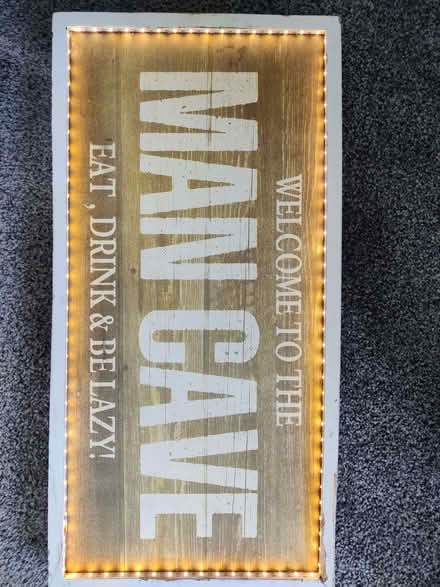 WELCOME TO THE
MAN CAVE
EAT, DRINK & BE LAZY!